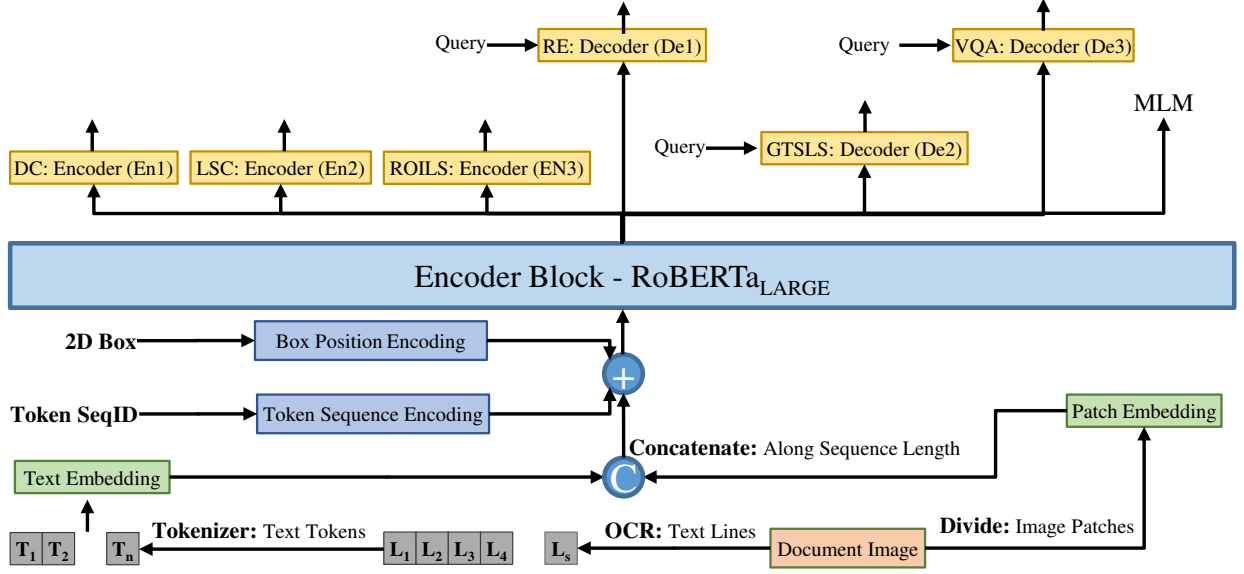 Query
RE: Decoder (De1)
Query
VQA: Decoder (De3)
MLM
DC: Encoder (En1)
LSC: Encoder (En2)
ROILS: Encoder (EN3)
Query
GTSLS: Decoder (De2)
Encoder Block - RoBERTaLARGE
2D Box
Box Position Encoding
+
Token SeqID
Token Sequence Encoding
Patch Embedding
Concatenate: Along Sequence Length
Text Embedding
C
T1 T2 Tn
Tokenizer: Text Tokens
L1 L2 L3 L4 Ls
OCR: Text Lines
Document Image
Divide: Image Patches